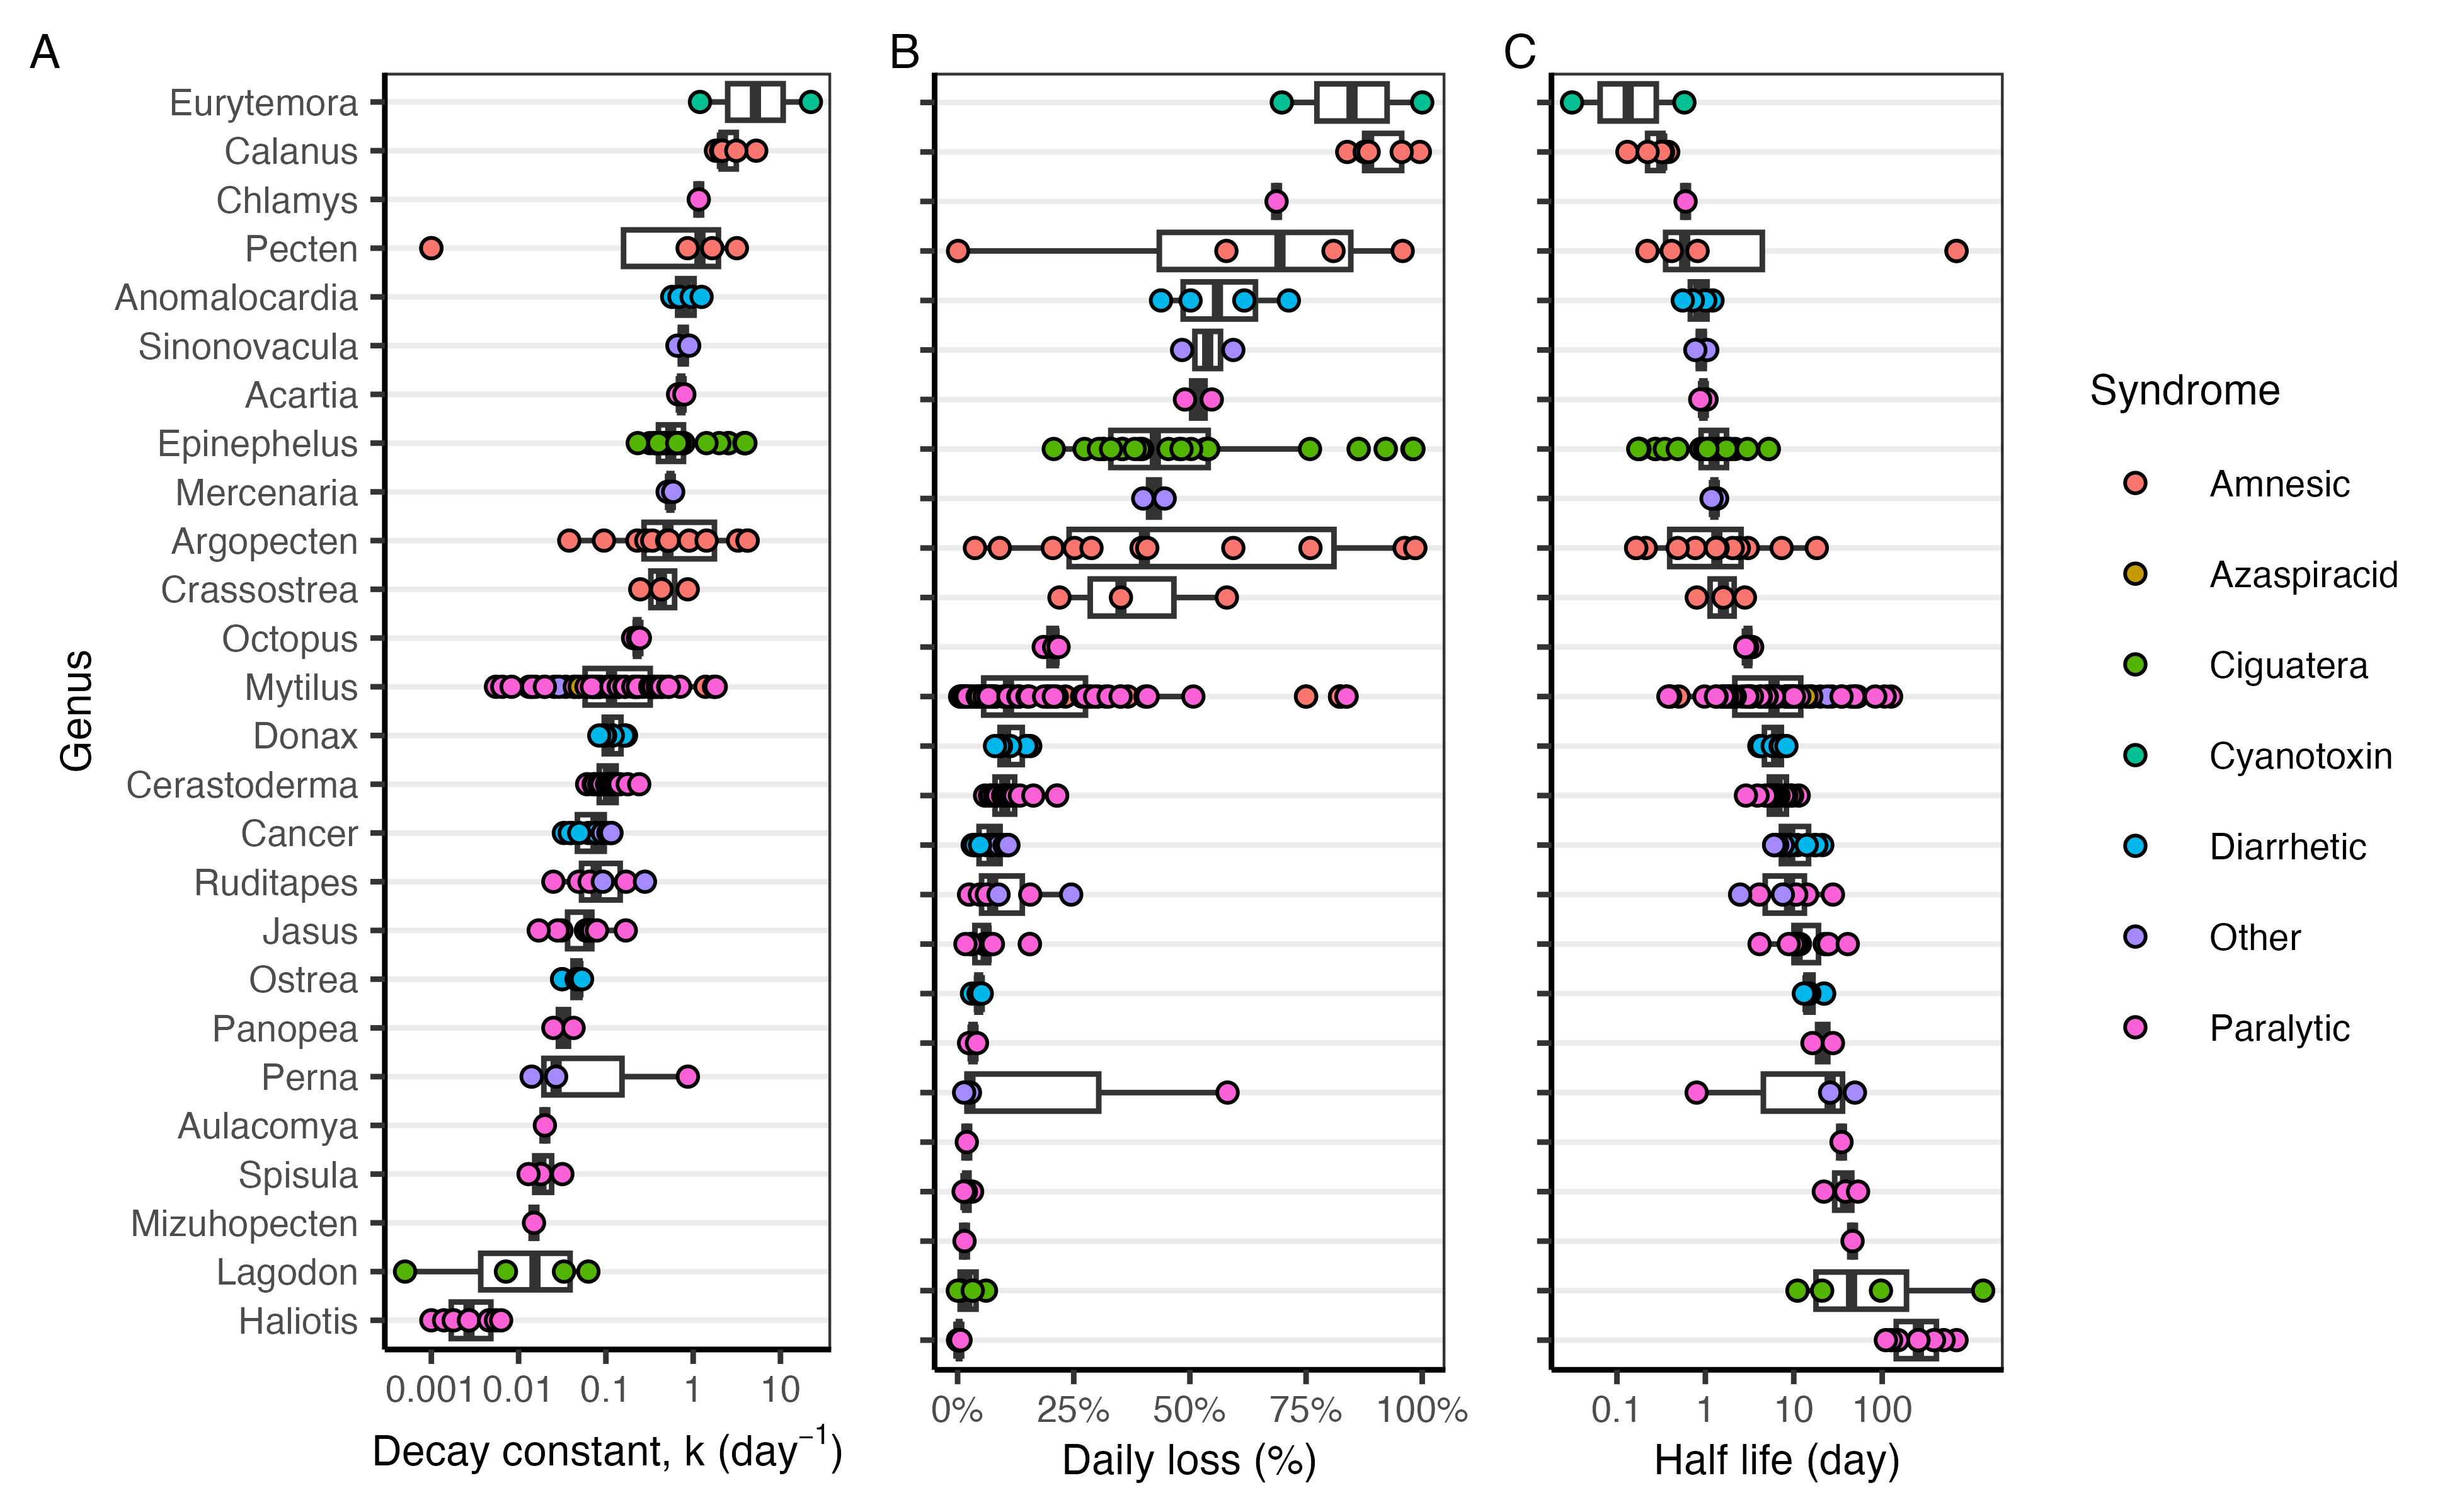 A
B
C
Eurytemora
Calanus
Chlamys
Pecten
Anomalocardia
Sinonovacula
Acartia
Epinephelus
Mercenaria
Argopecten
Crassostrea
Octopus
Mytilus
Donax
Cerastoderma
Cancer
Ruditapes
Jasus
Ostrea
Panopea
Perna
Aulacomya
Spisula
Mizuhopecten
Lagodon
Haliotis
Genus
0.001 0.01 0.1 1 10
Decay constant, k (day⁻¹)
0% 25% 50% 75% 100%
Daily loss (%)
0.1 1 10 100
Half life (day)
Syndrome
Amnesic
Azaspiracid
Ciguatera
Cyanotoxin
Diarrhetic
Other
Paralytic